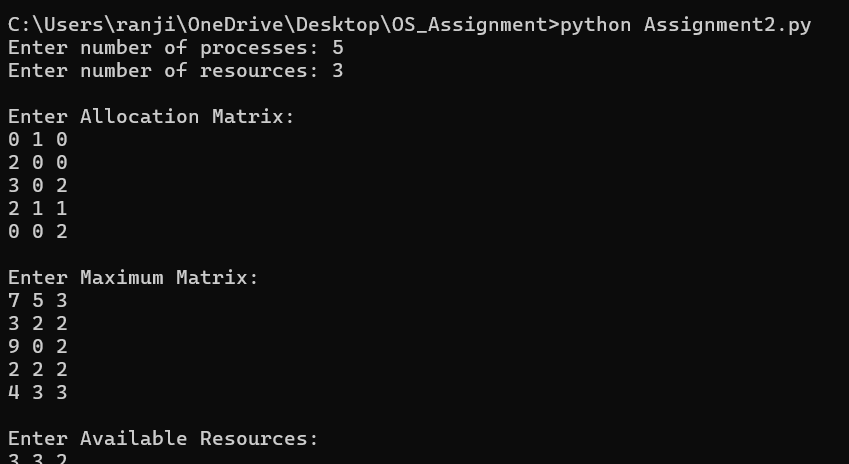 C:\Users\ranji\OneDrive\Desktop\OS_Assignment>python Assignment2.py
Enter number of processes: 5
Enter number of resources: 3
Enter Allocation Matrix:
0 1 0
2 0 0
3 0 2
2 1 1
0 0 2
Enter Maximum Matrix:
7 5 3
3 2 2
9 0 2
2 2 2
4 3 3
Enter Available Resources:
3 3 2